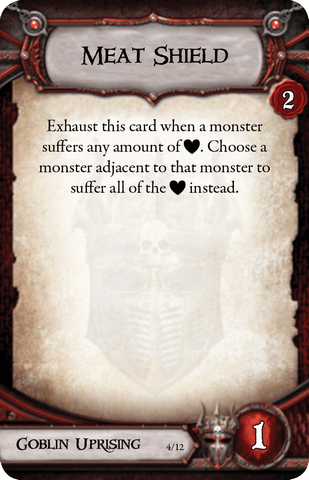 Meat Shield
2
Exhaust this card when a monster
suffers any amount of ♥. Choose a
monster adjacent to that monster to
suffer all of the ♥ instead.
Goblin Uprising 4/12
1